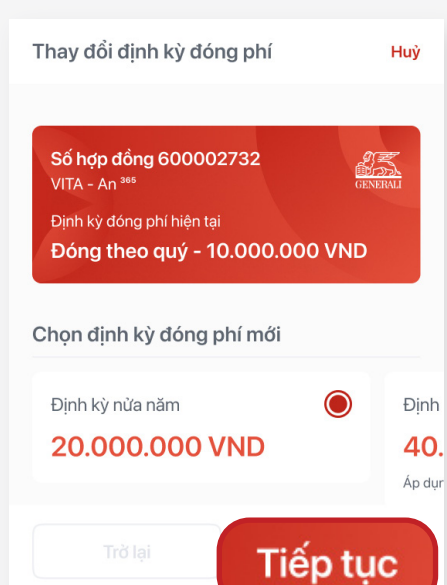 Thay đổi định kỳ đóng phí
Huỷ
Số hợp đồng 600002732
VITA - An ³⁶⁵
GENERALI
Định kỳ đóng phí hiện tại
Đóng theo quý - 10.000.000 VND
Chọn định kỳ đóng phí mới
Định kỳ nửa năm
20.000.000 VND
Định
40.
Áp dụn
Trở lại
Tiếp tục